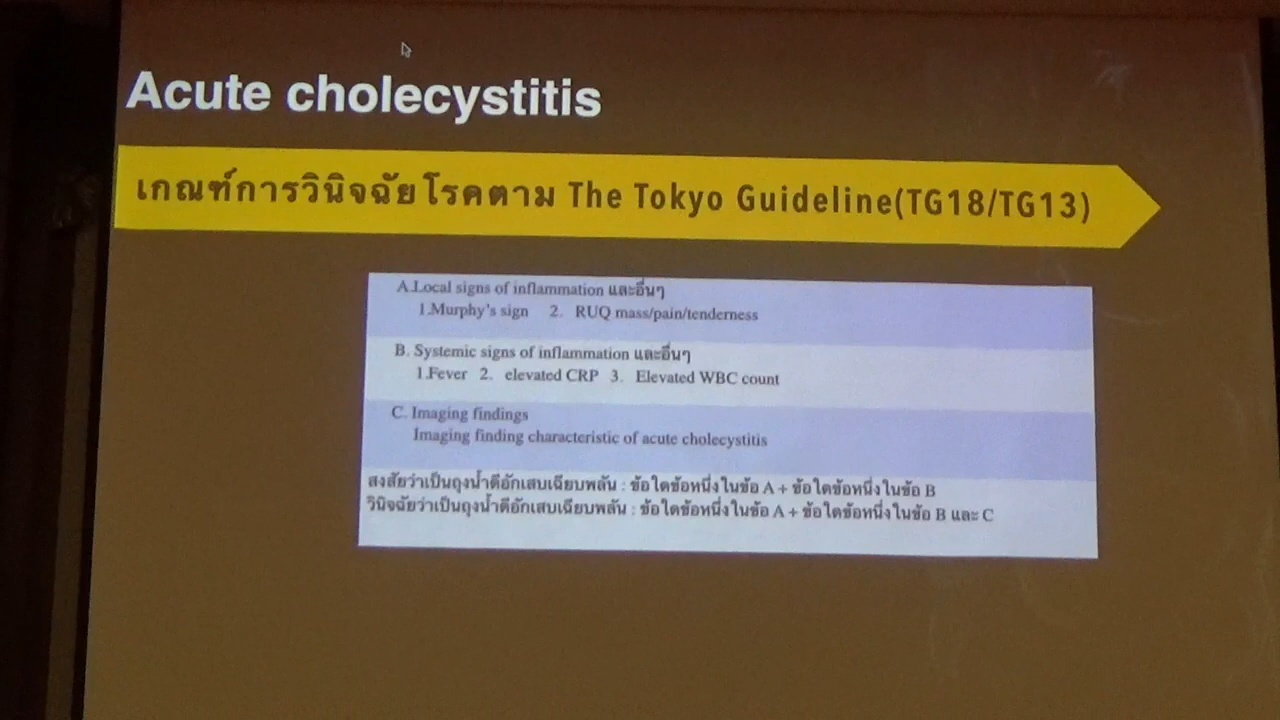 Acute cholecystitis
เกณฑ์การวินิจฉัยโรคตาม The Tokyo Guideline(TG18/TG13)
A.Local signs of inflammation และอื่นๆ
1.Murphy's sign 2. RUQ mass/pain/tenderness
B. Systemic signs of inflammation และอื่นๆ
1.Fever 2. elevated CRP 3. Elevated WBC count
C. Imaging findings
Imaging finding characteristic of acute cholecystitis
สงสัยว่าเป็นถุงน้ำดีอักเสบเฉียบพลัน : ข้อใดข้อหนึ่งในข้อ A + ข้อใดข้อหนึ่งในข้อ B
วินิจฉัยว่าเป็นถุงน้ำดีอักเสบเฉียบพลัน : ข้อใดข้อหนึ่งในข้อ A + ข้อใดข้อหนึ่งในข้อ B และ C